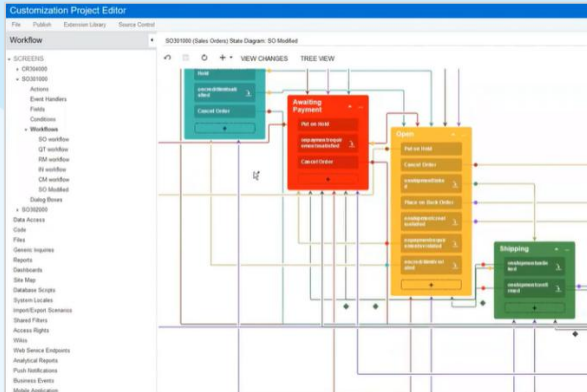 Customization Project Editor
File Publish Extension Library Source Control
Workflow
SO301000 (Sales Orders) State Diagram: SO Modified
VIEW CHANGES TREE VIEW
SCREENS
CR304000
SO301000
Actions
Event Handlers
Fields
Conditions
Workflows
SO workflow
QT workflow
RM workflow
IN workflow
CM workflow
SO Modified
Dialog Boxes
SO302000
Data Access
Code
Files
Generic Inquiries
Reports
Dashboards
Site Map
Database Scripts
System Locales
Import/Export Scenarios
Shared Filters
Access Rights
Wikis
Web Service Endpoints
Analytical Reports
Push Notifications
Business Events
Mobile Application
Hold
Cancel Order
Awaiting
Payment
Put on Hold
Cancel Order
Open
Put on Hold
Cancel Order
Place on Back Order
Shipping